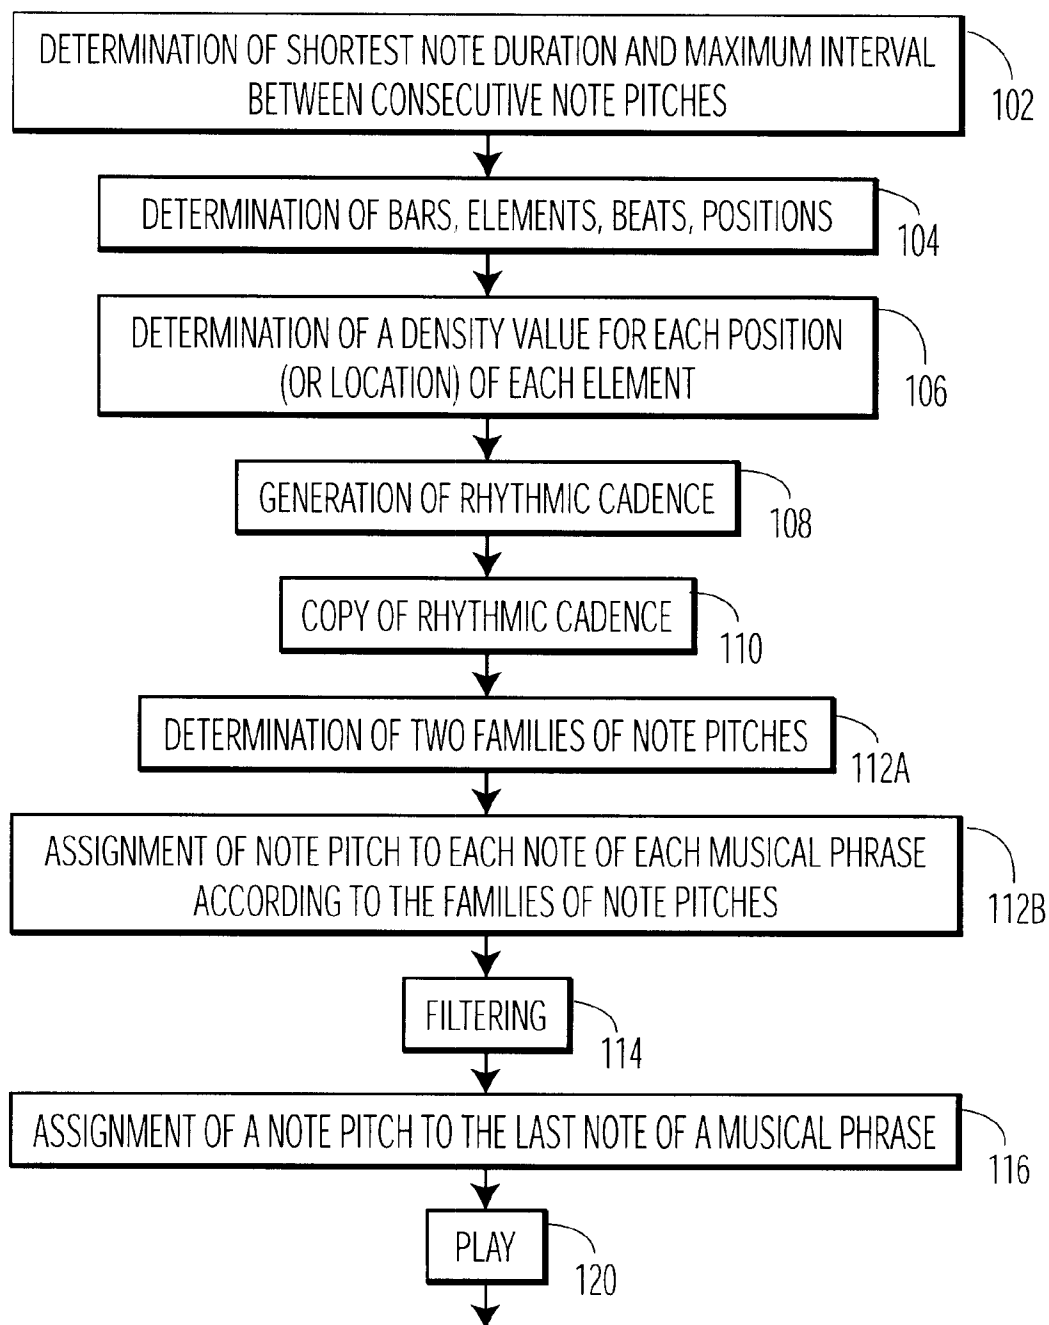 DETERMINATION OF SHORTEST NOTE DURATION AND MAXIMUM INTERVAL
BETWEEN CONSECUTIVE NOTE PITCHES
102
DETERMINATION OF BARS, ELEMENTS, BEATS, POSITIONS
104
DETERMINATION OF A DENSITY VALUE FOR EACH POSITION
(OR LOCATION) OF EACH ELEMENT
106
GENERATION OF RHYTHMIC CADENCE
108
COPY OF RHYTHMIC CADENCE
110
DETERMINATION OF TWO FAMILIES OF NOTE PITCHES
112A
ASSIGNMENT OF NOTE PITCH TO EACH NOTE OF EACH MUSICAL PHRASE
ACCORDING TO THE FAMILIES OF NOTE PITCHES
112B
FILTERING
114
ASSIGNMENT OF A NOTE PITCH TO THE LAST NOTE OF A MUSICAL PHRASE
116
PLAY
120